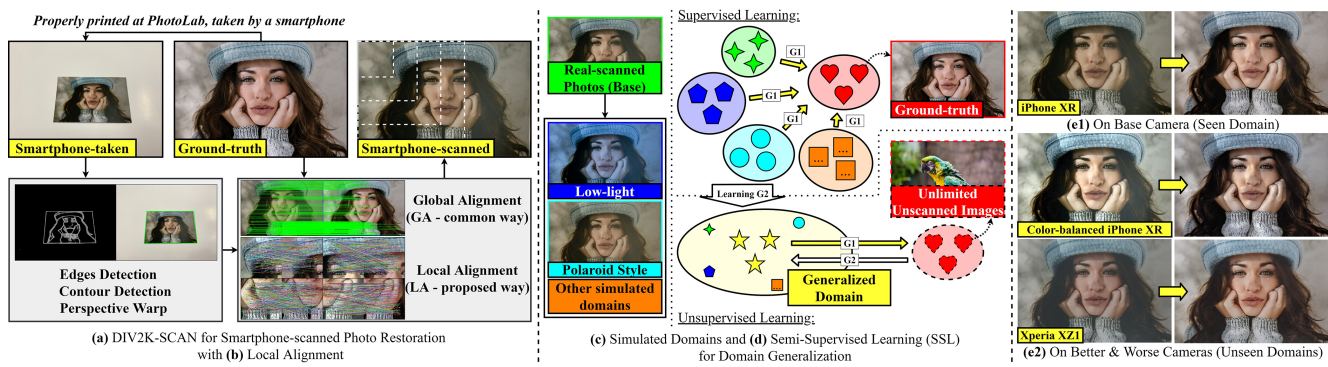 Properly printed at PhotoLab, taken by a smartphone
Smartphone-taken
Ground-truth
Smartphone-scanned
Edges Detection
Contour Detection
Perspective Warp
Global Alignment
(GA - common way)
Local Alignment
(LA - proposed way)
(a) DIV2K-SCAN for Smartphone-scanned Photo Restoration
with (b) Local Alignment
Real-scanned
Photos (Base)
Low-light
Polaroid Style
Other simulated
domains
Supervised Learning:
G1
G1
G1
G1
...
...
Ground-truth
Learning G2
Unlimited
Unscanned Images
G1
G2
...
Generalized
Domain
Unsupervised Learning:
(c) Simulated Domains and (d) Semi-Supervised Learning (SSL)
for Domain Generalization
iPhone XR
(e1) On Base Camera (Seen Domain)
Color-balanced iPhone XR
Xperia XZ1
(e2) On Better & Worse Cameras (Unseen Domains)